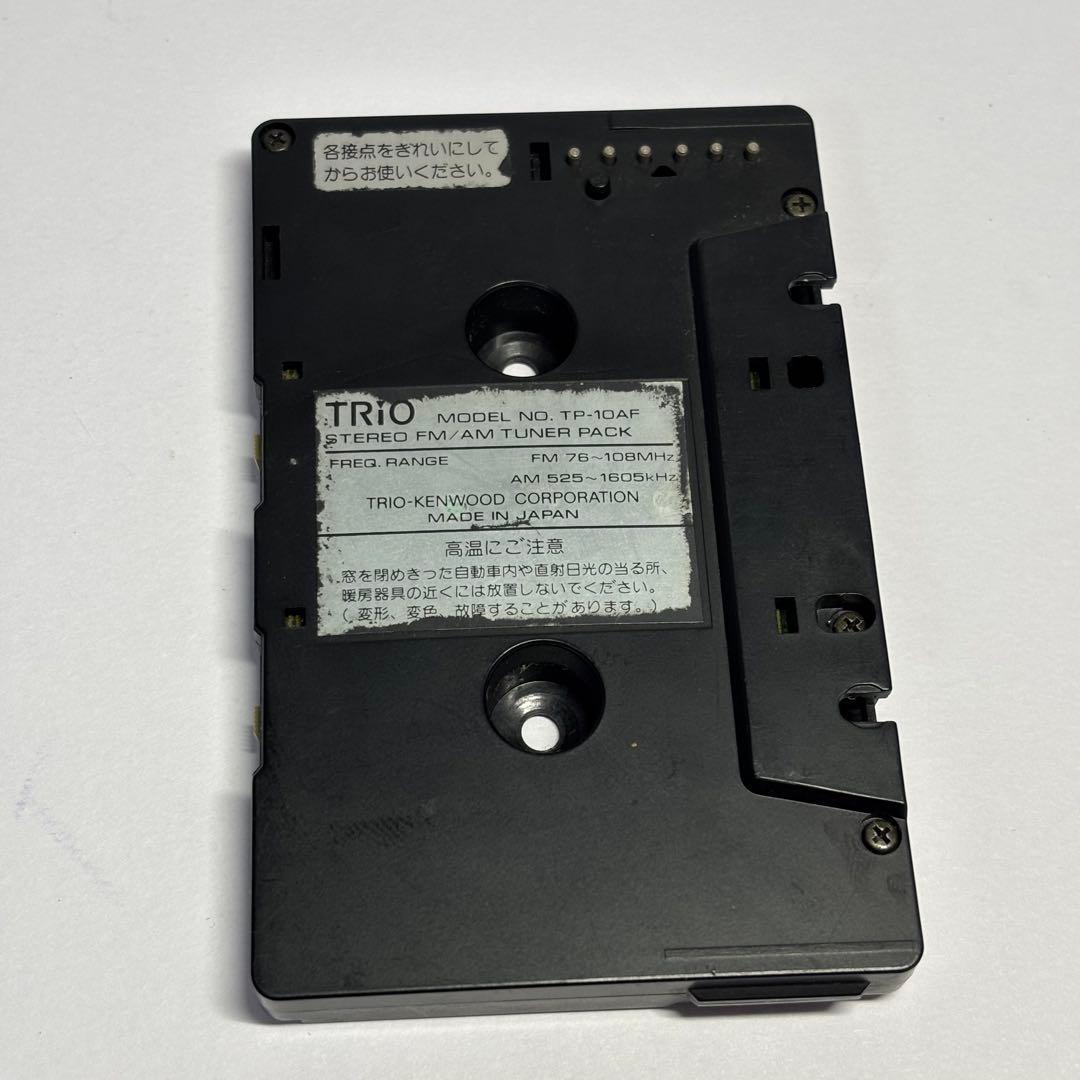 各接点をきれいにして
からお使いください。
TRIO MODEL NO. TP-10AF
STEREO FM/AM TUNER PACK
FREQ. RANGE FM 76~108MHz
AM 525~1605kHz
TRIO-KENWOOD CORPORATION
MADE IN JAPAN
高温にご注意
窓を閉めきった自動車内や直射日光の当る所、
暖房器具の近くには放置しないでください。
(変形、変色、故障することがあります。)